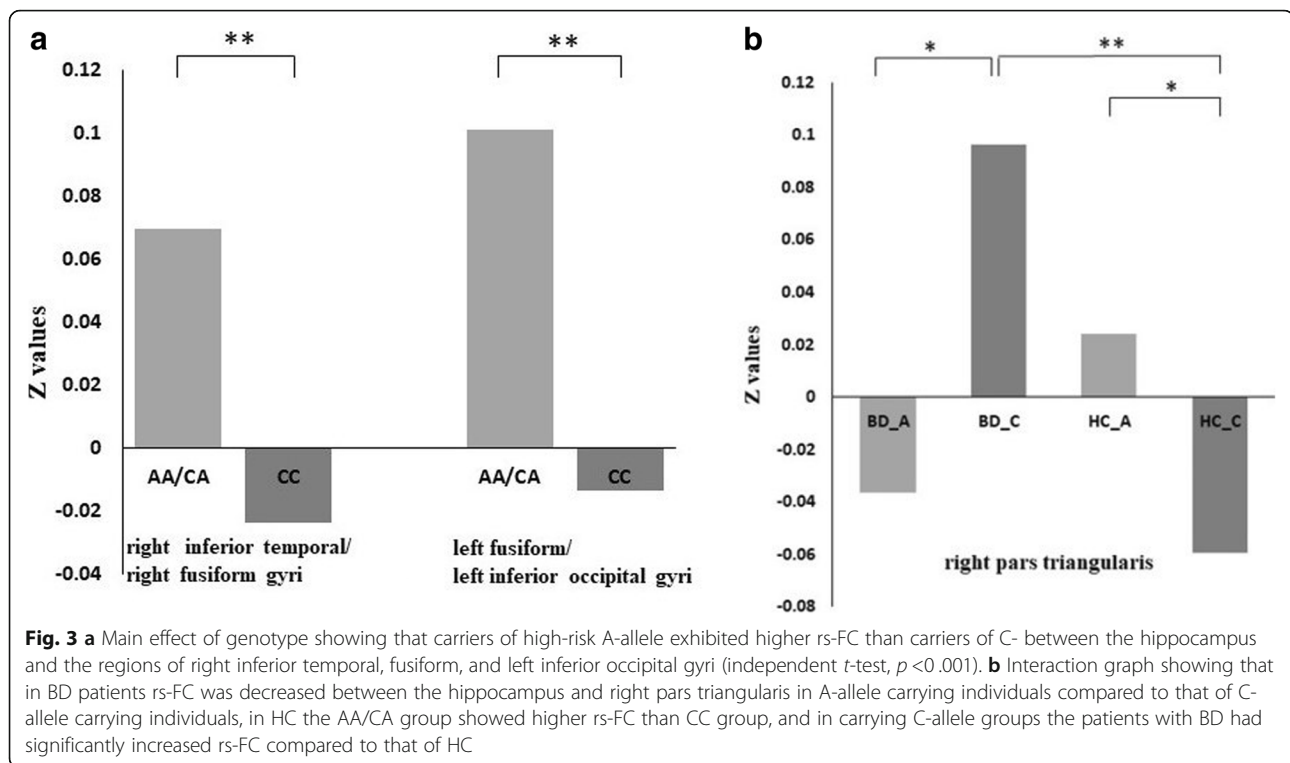 a
**
**
0.12
0.1
0.08
0.06
0.04
0.02
0
-0.02
-0.04
Z values
AA/CA
CC
AA/CA
CC
right inferior temporal/
right fusiform gyri
left fusiform/
left inferior occipital gyri
b
*
**
*
0.12
0.1
0.08
0.06
0.04
0.02
0
-0.02
-0.04
-0.06
-0.08
Z values
BD_A
BD_C
HC_A
HC_C
right pars triangularis
Fig. 3 a Main effect of genotype showing that carriers of high-risk A-allele exhibited higher rs-FC than carriers of C- between the hippocampus
and the regions of right inferior temporal, fusiform, and left inferior occipital gyri (independent t-test, p <0.001). b Interaction graph showing that
in BD patients rs-FC was decreased between the hippocampus and right pars triangularis in A-allele carrying individuals compared to that of C-
allele carrying individuals, in HC the AA/CA group showed higher rs-FC than CC group, and in carrying C-allele groups the patients with BD had
significantly increased rs-FC compared to that of HC